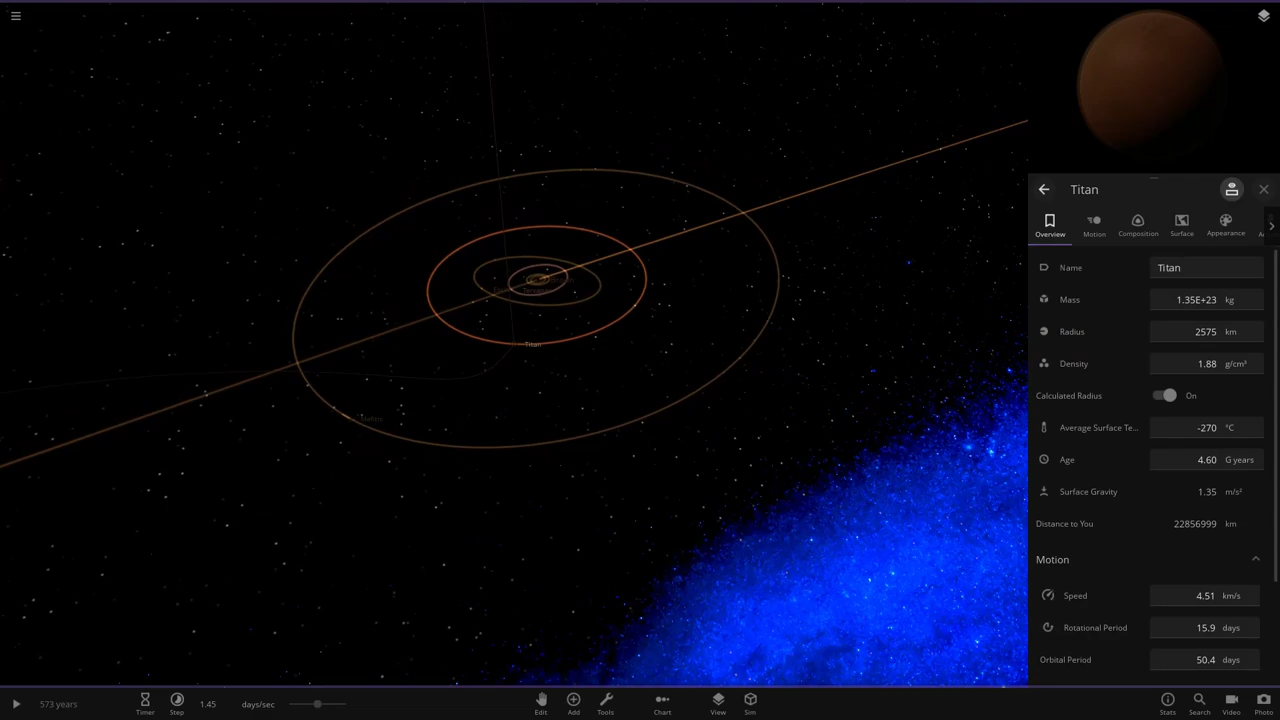 Titan
Overview
Motion
Composition
Surface
Appearance
Name
Titan
Mass
1.35E+23 kg
Radius
2575 km
Density
1.88 g/cm³
Calculated Radius
On
Average Surface Te...
-270 °C
Age
4.60 G years
Surface Gravity
1.35 m/s²
Distance to You
22856999 km
Motion
Speed
4.51 km/s
Rotational Period
15.9 days
Orbital Period
50.4 days
Titan
573 years
Timer
Step
1.45 days/sec
Edit
Add
Tools
Chart
View
Sim
Stats
Search
Video
Photo